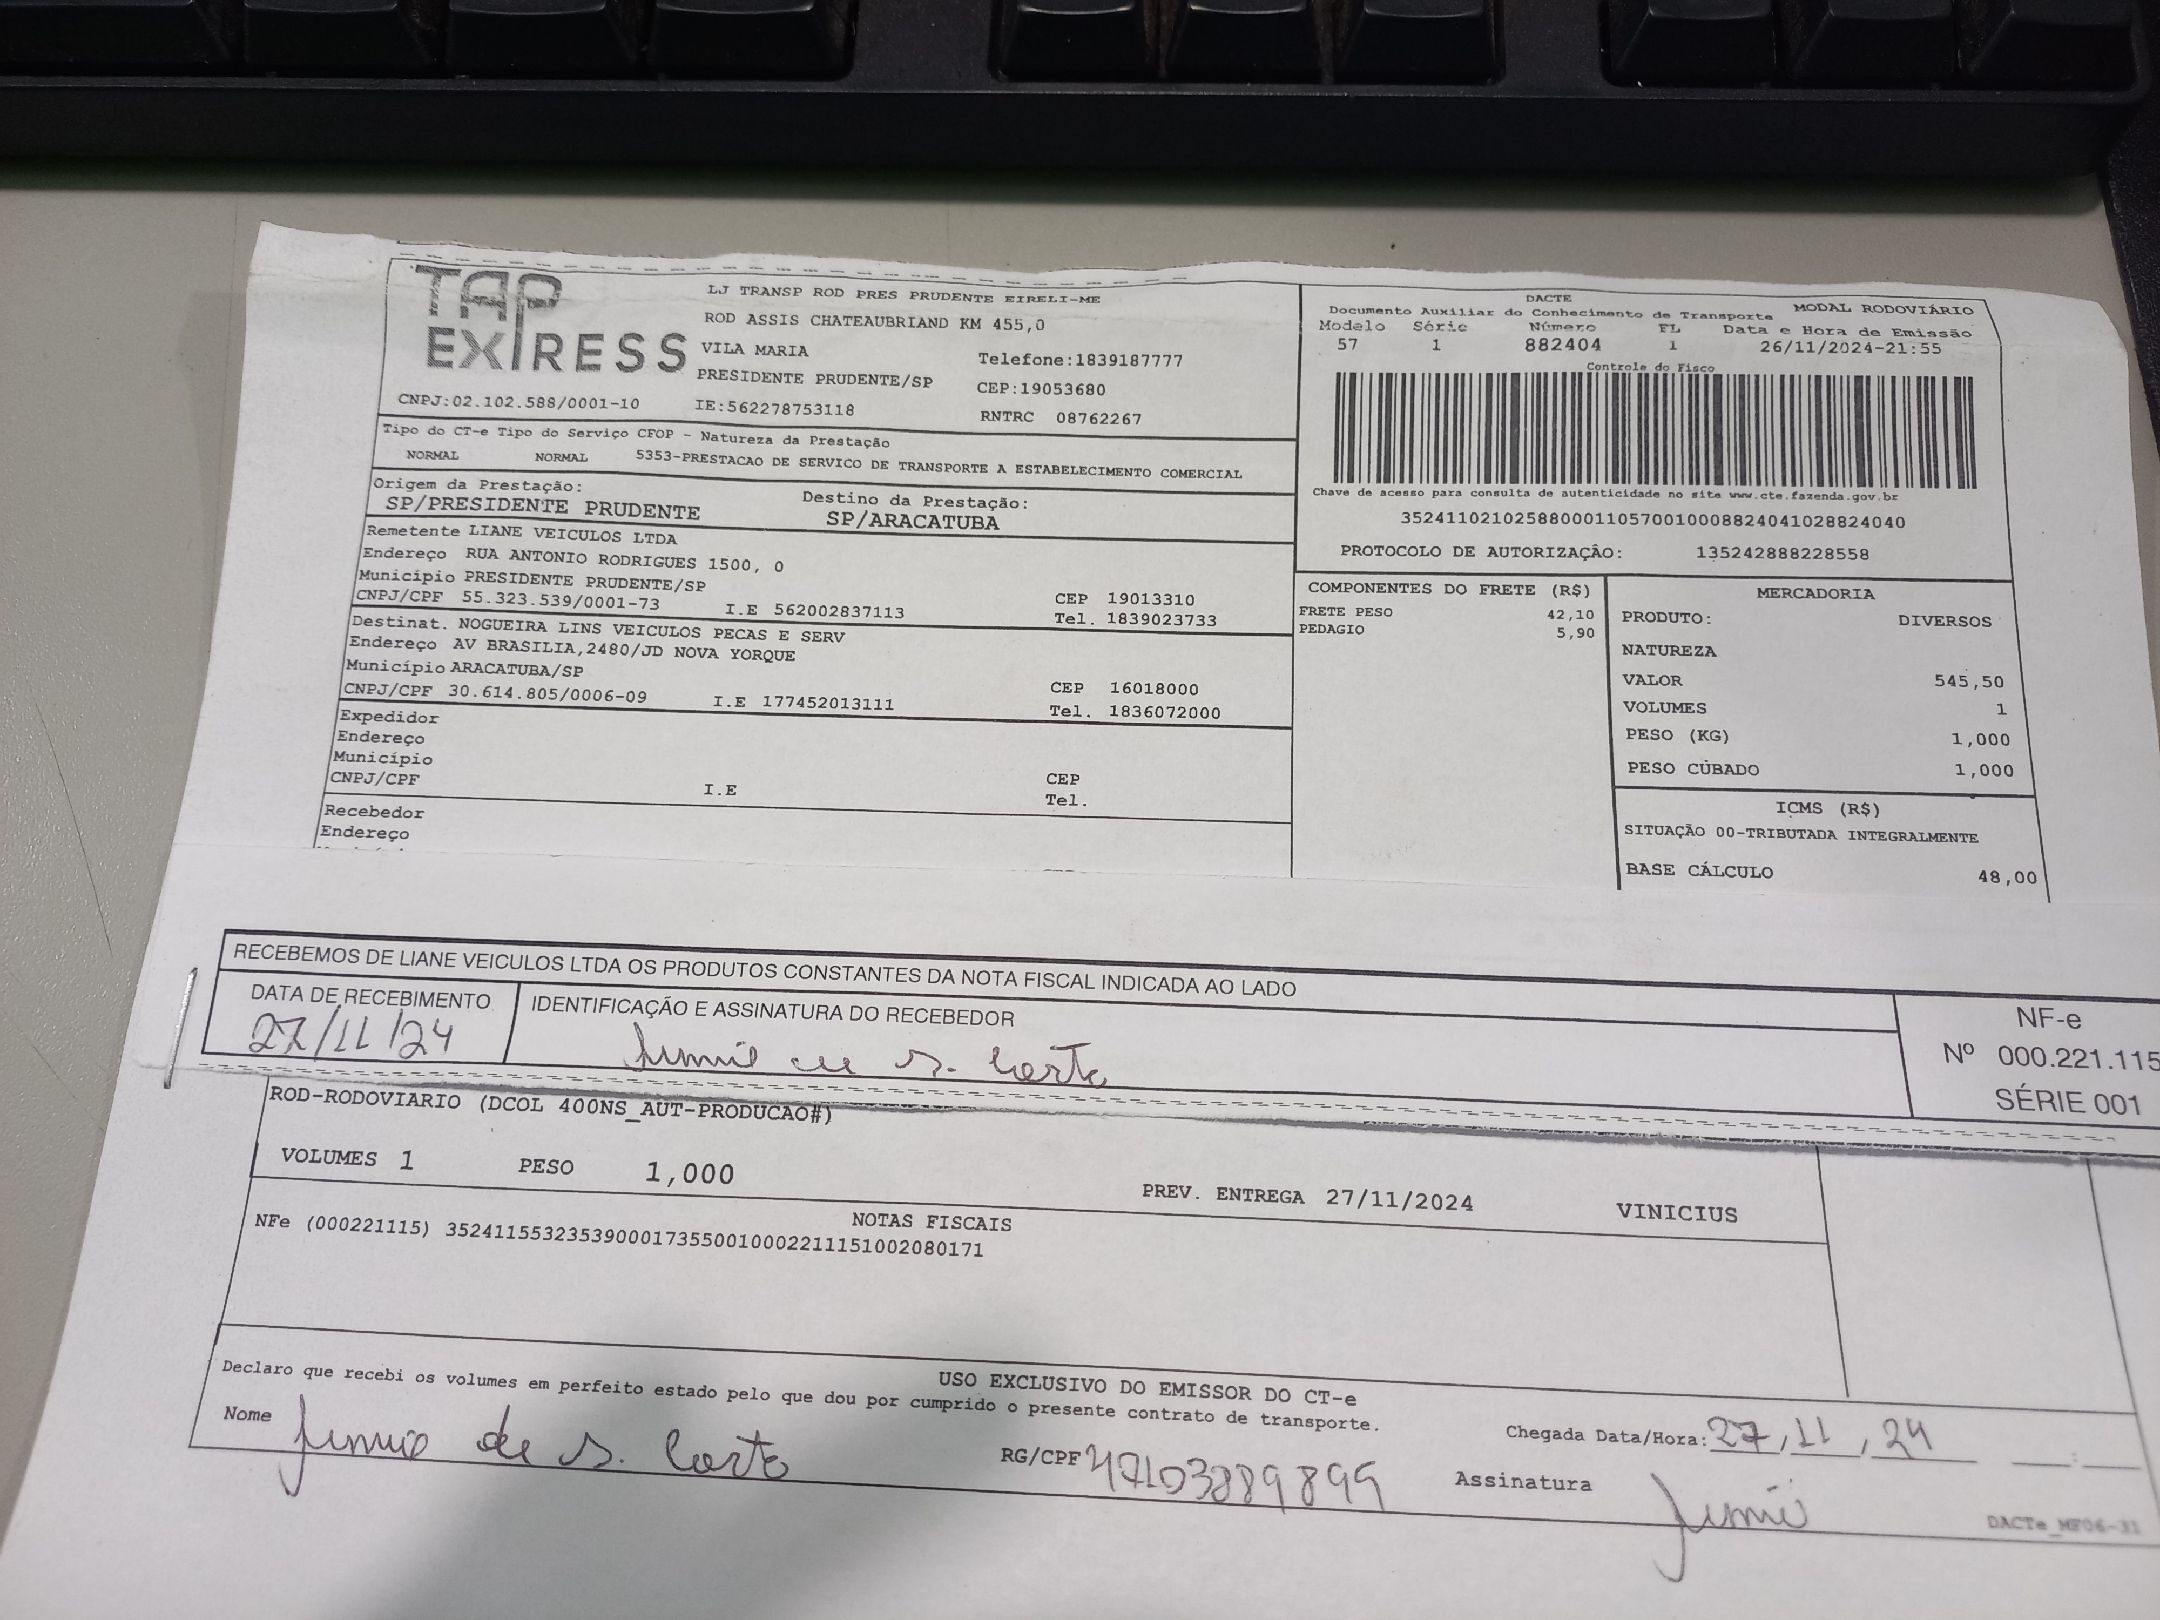 TAP
EXPRESS
LJ TRANSP ROD PRES PRUDENTE EIRELI-ME
ROD ASSIS CHATEAUBRIAND KM 455,0
VILA MARIA
Telefone:1839187777
PRESIDENTE PRUDENTE/SP
CEP:19053680
CNPJ:02.102.588/0001-10
IE:562278753118
RNTRC 08762267
DACTE
MODAL RODOVIÁRIO
Documento Auxiliar do Conhecimento de Transporte
Modelo Série Número FL Data e Hora de Emissão
57 1 882404 1 26/11/2024-21:55
Controle do Fisco
Chave de acesso para consulta de autenticidade no site www.cte.fazenda.gov.br
35241102102588000110570010008824041028824040
PROTOCOLO DE AUTORIZAÇÃO: 135242888228558
Tipo do CT-e Tipo do Serviço CFOP - Natureza da Prestação
NORMAL NORMAL 5353-PRESTACAO DE SERVICO DE TRANSPORTE A ESTABELECIMENTO COMERCIAL
Origem da Prestação: Destino da Prestação:
SP/PRESIDENTE PRUDENTE SP/ARACATUBA
Remetente LIANE VEICULOS LTDA
Endereço RUA ANTONIO RODRIGUES 1500, 0
Município PRESIDENTE PRUDENTE/SP CEP 19013310
CNPJ/CPF 55.323.539/0001-73 I.E 562002837113 Tel. 1839023733
Destinat. NOGUEIRA LINS VEICULOS PECAS E SERV
Endereço AV BRASILIA,2480/JD NOVA YORQUE
Município ARACATUBA/SP CEP 16018000
CNPJ/CPF 30.614.805/0006-09 I.E 177452013111 Tel. 1836072000
Expedidor
Endereço
Município CEP
CNPJ/CPF I.E Tel.
Recebedor
Endereço
COMPONENTES DO FRETE (R$)
FRETE PESO 42,10
PEDAGIO 5,90
MERCADORIA
PRODUTO: DIVERSOS
NATUREZA
VALOR 545,50
VOLUMES 1
PESO (KG) 1,000
PESO CÚBADO 1,000
ICMS (R$)
SITUAÇÃO 00-TRIBUTADA INTEGRALMENTE
BASE CÁLCULO 48,00
RECEBEMOS DE LIANE VEICULOS LTDA OS PRODUTOS CONSTANTES DA NOTA FISCAL INDICADA AO LADO
DATA DE RECEBIMENTO IDENTIFICAÇÃO E ASSINATURA DO RECEBEDOR
27/11/24
NF-e
Nº 000.221.115
SÉRIE 001
ROD-RODOVIARIO (DCOL 400NS_AUT-PRODUCAO#)
VOLUMES 1 PESO 1,000 PREV. ENTREGA 27/11/2024 VINICIUS
NOTAS FISCAIS
NFe (000221115) 35241155323539000173550010002211151002080171
USO EXCLUSIVO DO EMISSOR DO CT-e
Declaro que recebi os volumes em perfeito estado pelo que dou por cumprido o presente contrato de transporte.
Nome de S. RG/CPF 47103889899 Chegada Data/Hora: 27,11,24 :
Assinatura
DACTe_MF06-31